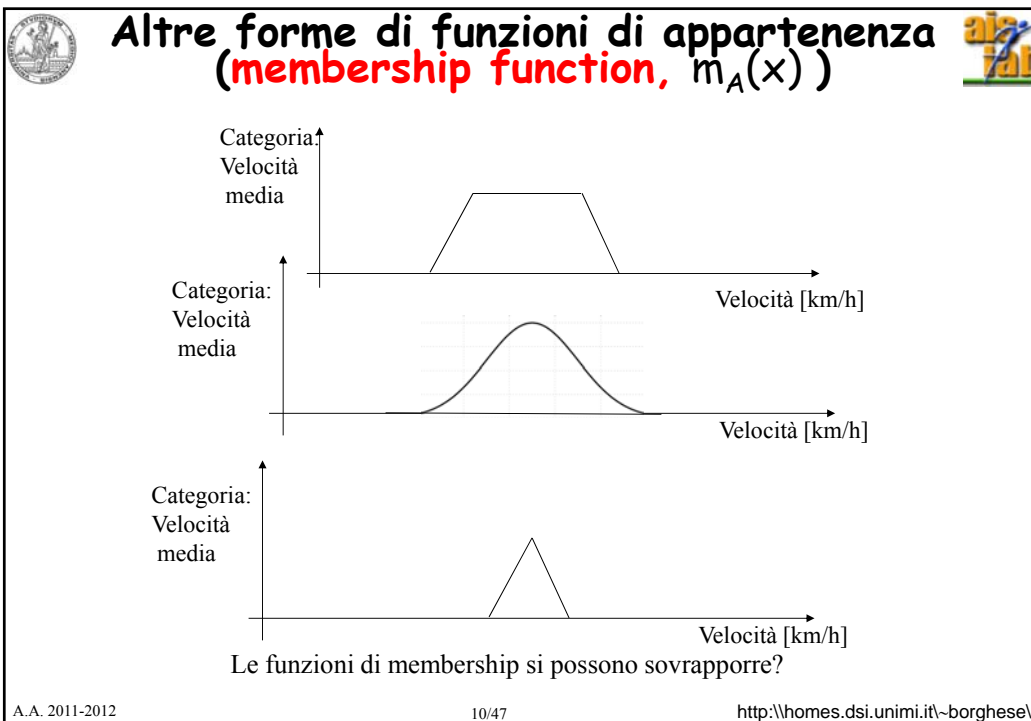 Altre forme di funzioni di appartenenza
(membership function, mA(x) )
Categoria:
Velocità
media
Velocità [km/h]
Categoria:
Velocità
media
Velocità [km/h]
Categoria:
Velocità
media
Velocità [km/h]
Le funzioni di membership si possono sovrapporre?
A.A. 2011-2012
10/47
http:\\homes.dsi.unimi.it\~borghese\